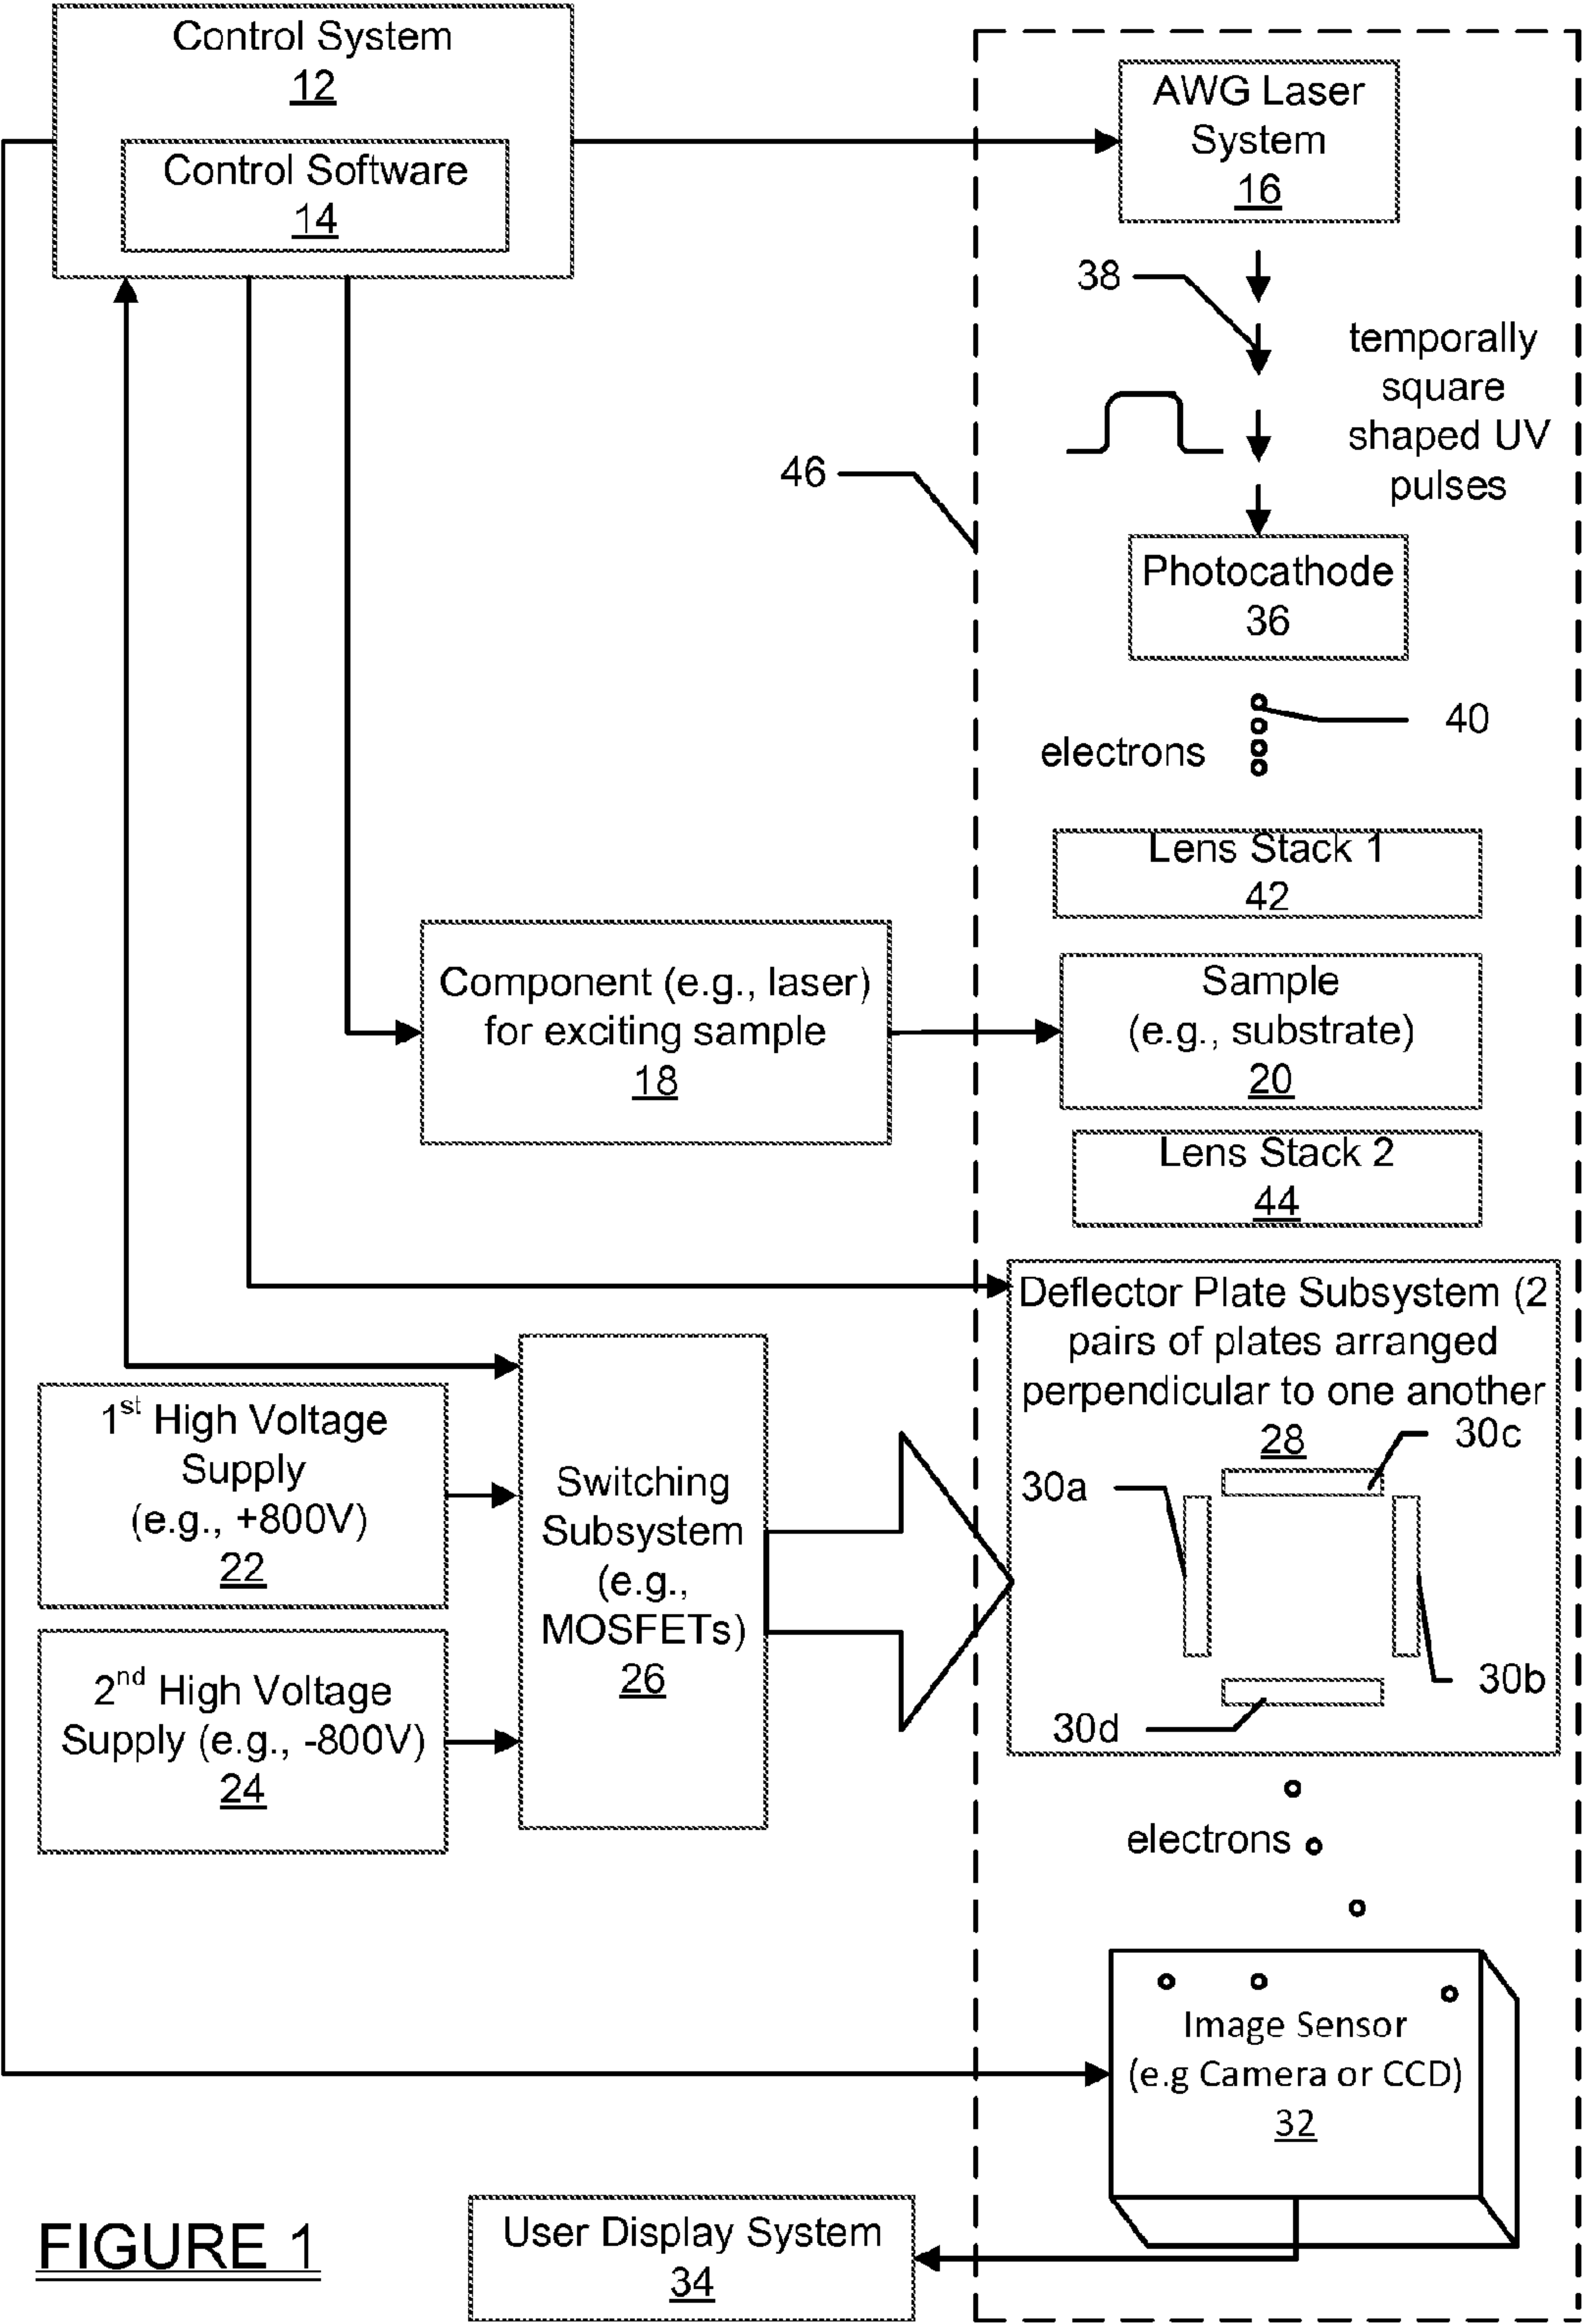 Control System
12
Control Software
14
AWG Laser
System
16
38
temporally
square
shaped UV
pulses
46
Photocathode
36
40
electrons
Lens Stack 1
42
Component (e.g., laser)
for exciting sample
18
Sample
(e.g., substrate)
20
Lens Stack 2
44
Deflector Plate Subsystem (2
pairs of plates arranged
perpendicular to one another
28
30c
30a
30b
30d
1st High Voltage
Supply
(e.g., +800V)
22
Switching
Subsystem
(e.g.,
MOSFETs)
26
2nd High Voltage
Supply (e.g., -800V)
24
electrons
Image Sensor
(e.g Camera or CCD)
32
User Display System
34
FIGURE 1